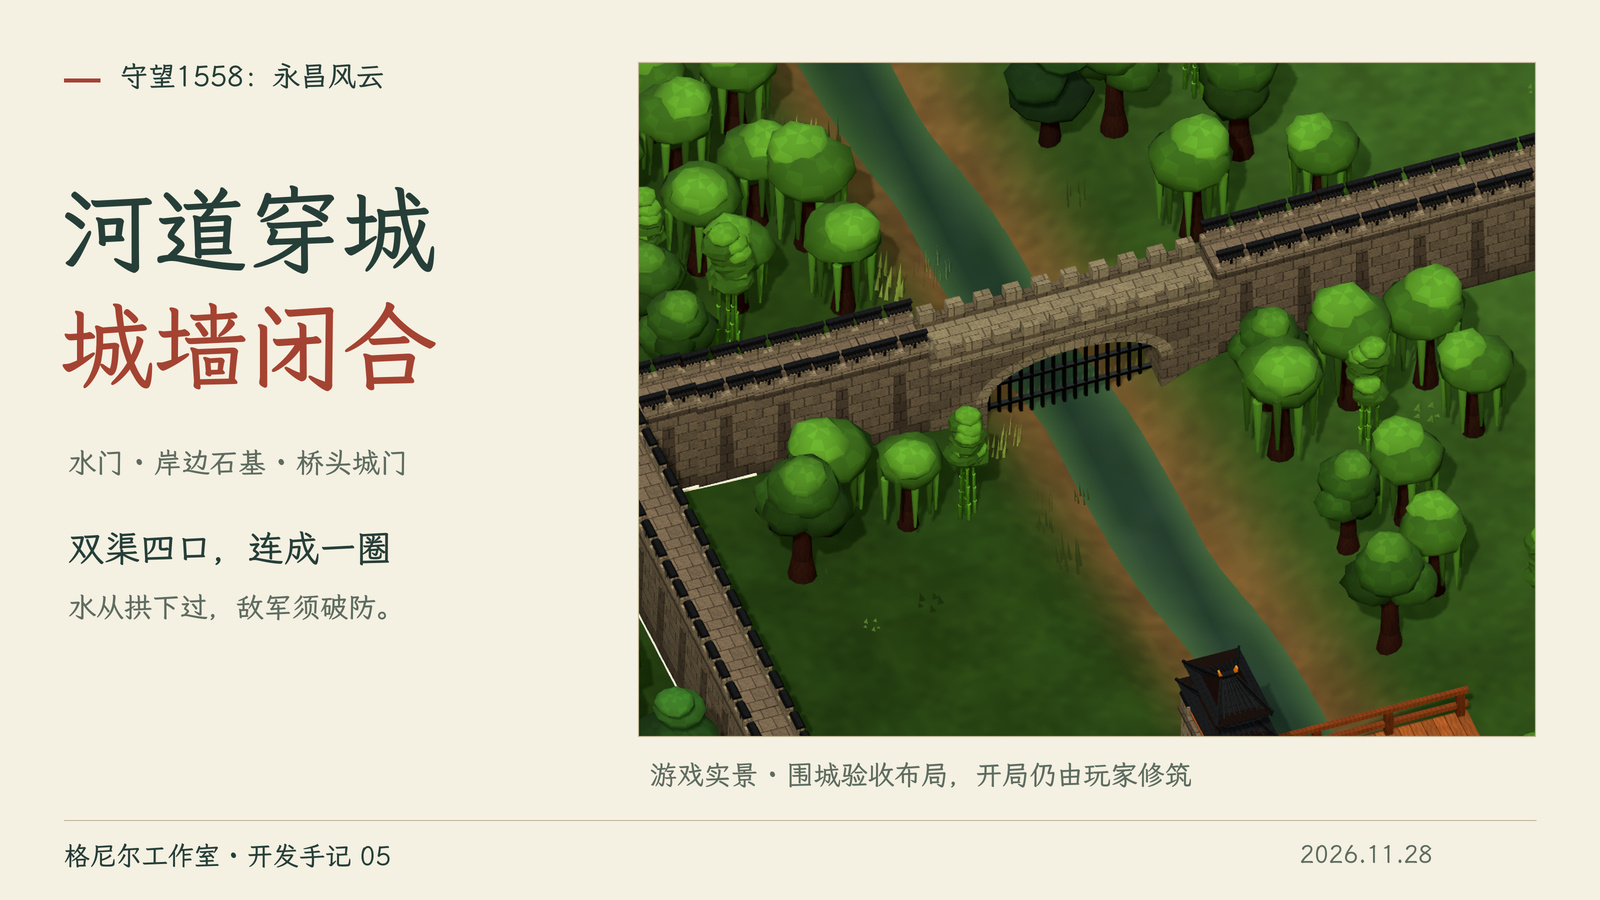 守望1558：永昌风云
河道穿城
城墙闭合
水门·岸边石基·桥头城门
双渠四口，连成一圈
水从拱下过，敌军须破防。
游戏实景·围城验收布局，开局仍由玩家修筑
格尼尔工作室·开发手记 05
2026.11.28